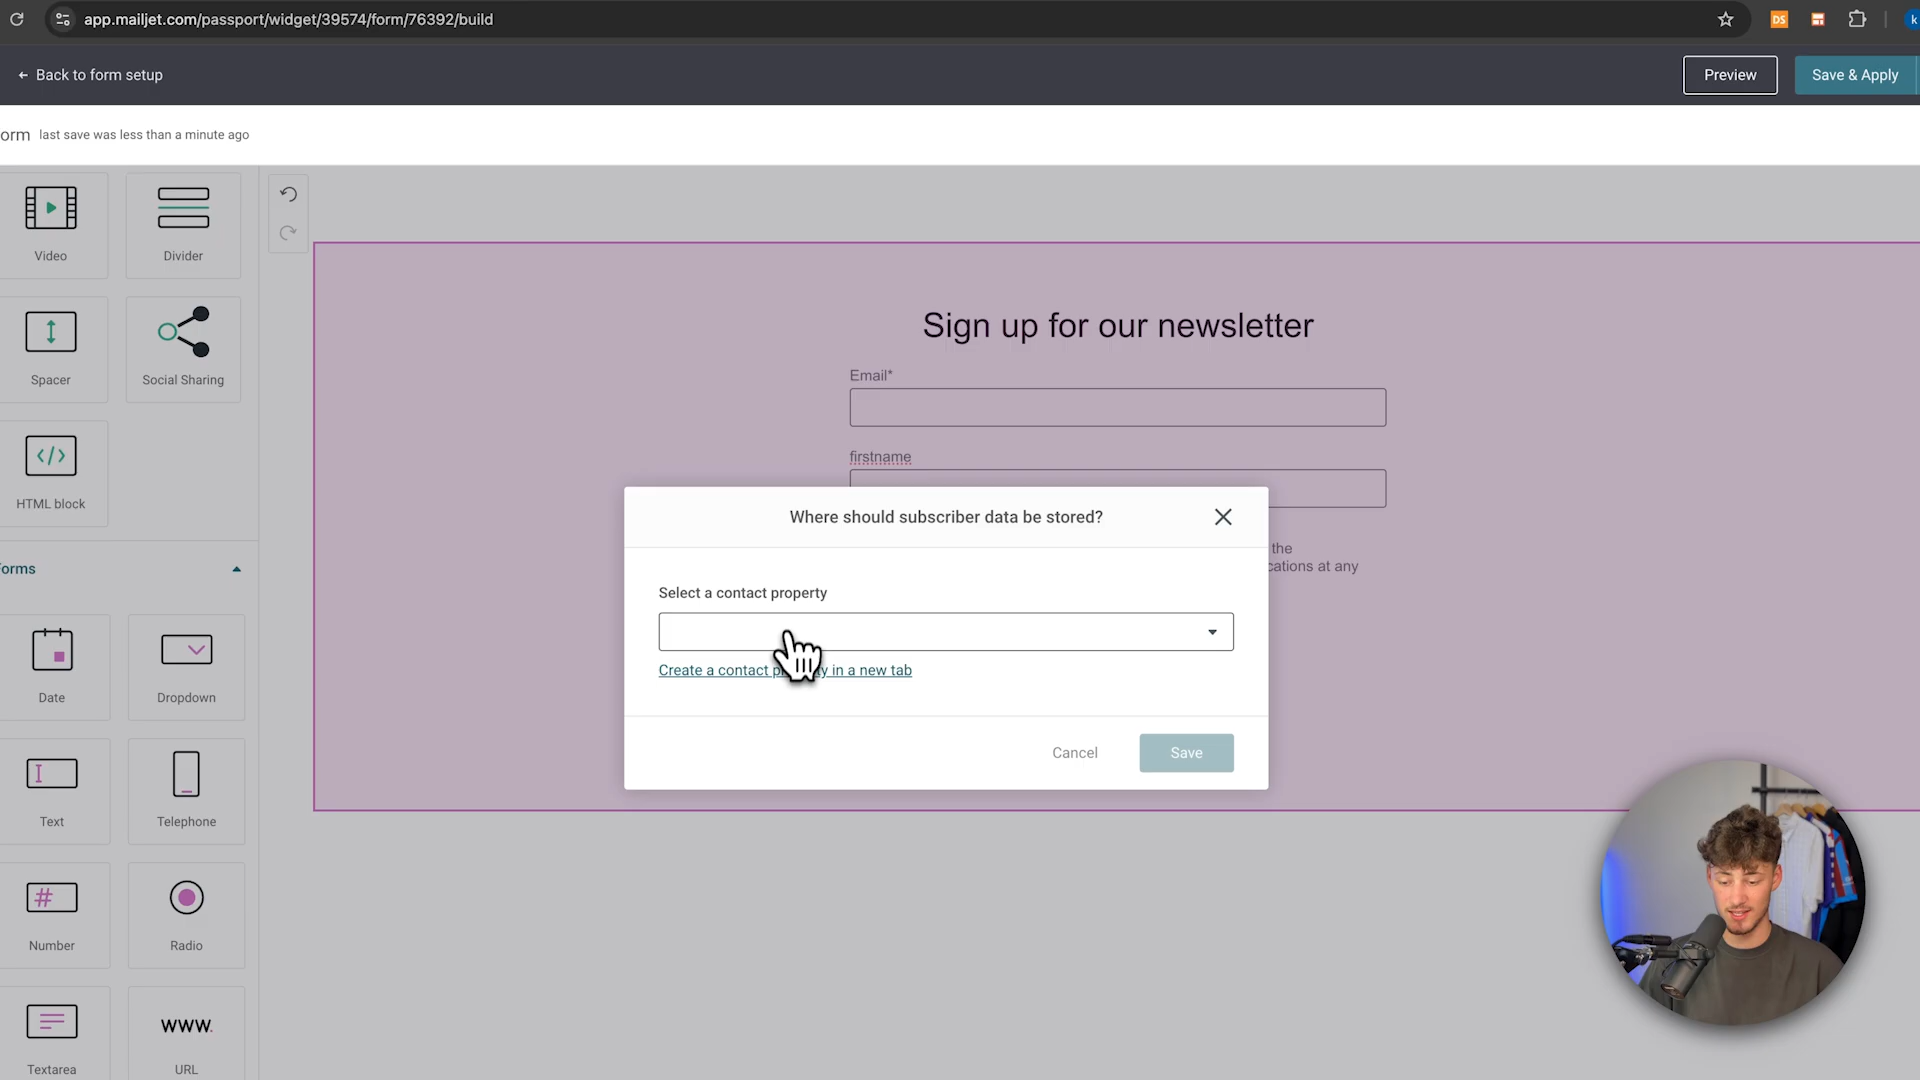 app.mailjet.com/passport/widget/39574/form/76392/build
DS
k
← Back to form setup
Preview
Save & Apply
orm last save was less than a minute ago
Video
Divider
Spacer
Social Sharing
</>
HTML block
orms
Date
Dropdown
Text
Telephone
#
Number
Radio
Textarea
www.
URL
Sign up for our newsletter
Email*
firstname
the
cations at any
Where should subscriber data be stored?
Select a contact property
Create a contact p y in a new tab
Cancel
Save